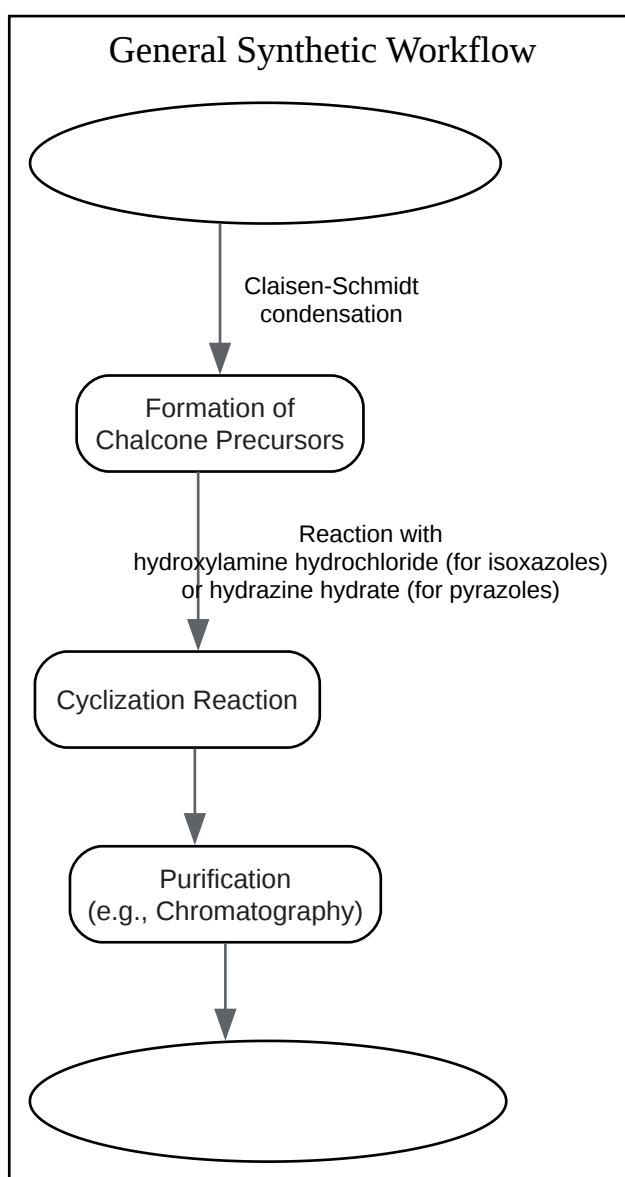 General Synthetic Workflow
Claisen-Schmidt
condensation
Formation of
Chalcone Precursors
Reaction with
hydroxylamine hydrochloride (for isoxazoles)
or hydrazine hydrate (for pyrazoles)
Cyclization Reaction
Purification
(e.g., Chromatography)